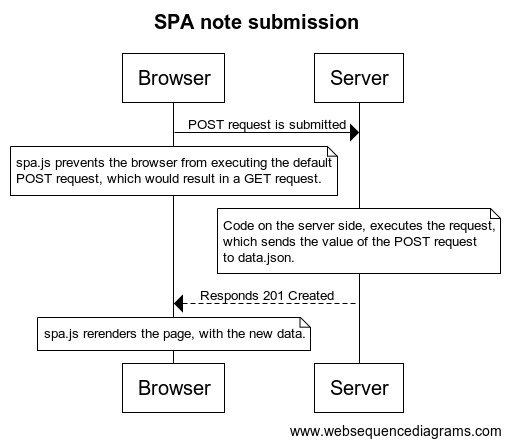 SPA note submission
Browser
Server
POST request is submitted
spa.js prevents the browser from executing the default
POST request, which would result in a GET request.
Code on the server side, executes the request,
which sends the value of the POST request
to data.json.
Responds 201 Created
spa.js rerenders the page, with the new data.
Browser
Server
www.websequencediagrams.com